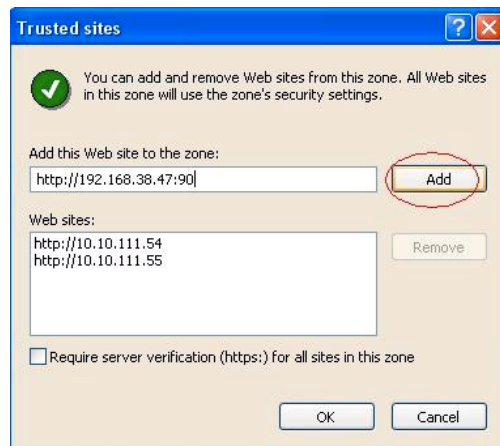 Trusted sites
You can add and remove Web sites from this zone. All Web sites
in this zone will use the zone's security settings.
Add this Web site to the zone:
http://192.168.38.47:90
Add
Web sites:
http://10.10.111.54
http://10.10.111.55
Remove
Require server verification (https:) for all sites in this zone
OK
Cancel